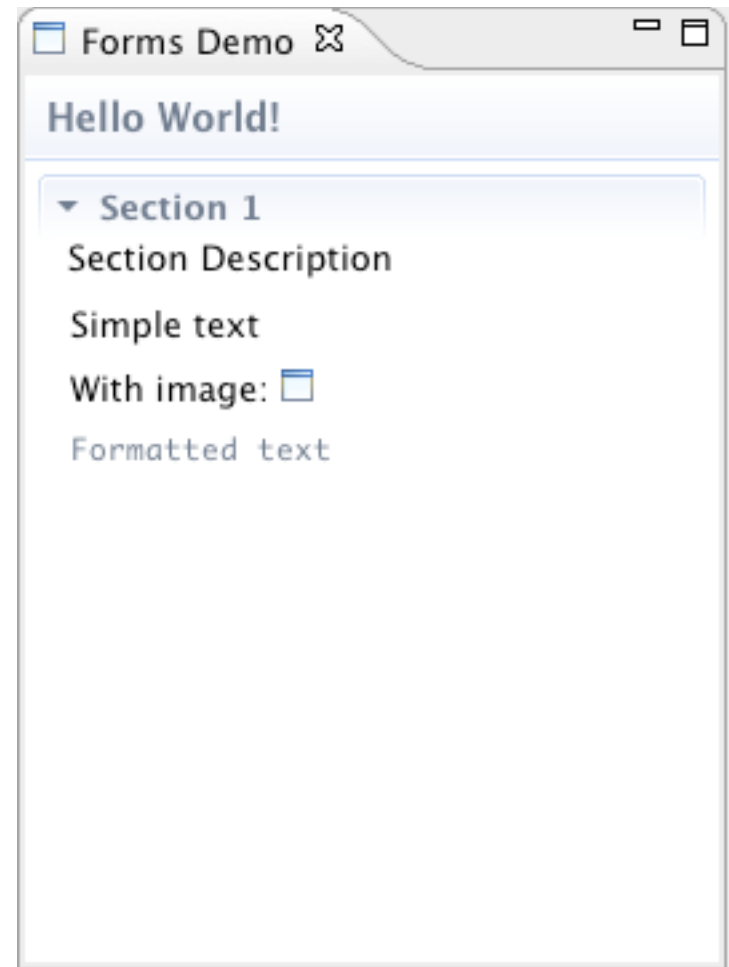 Forms Demo
Hello World!
Section 1
Section Description
Simple text
With image:
Formatted text